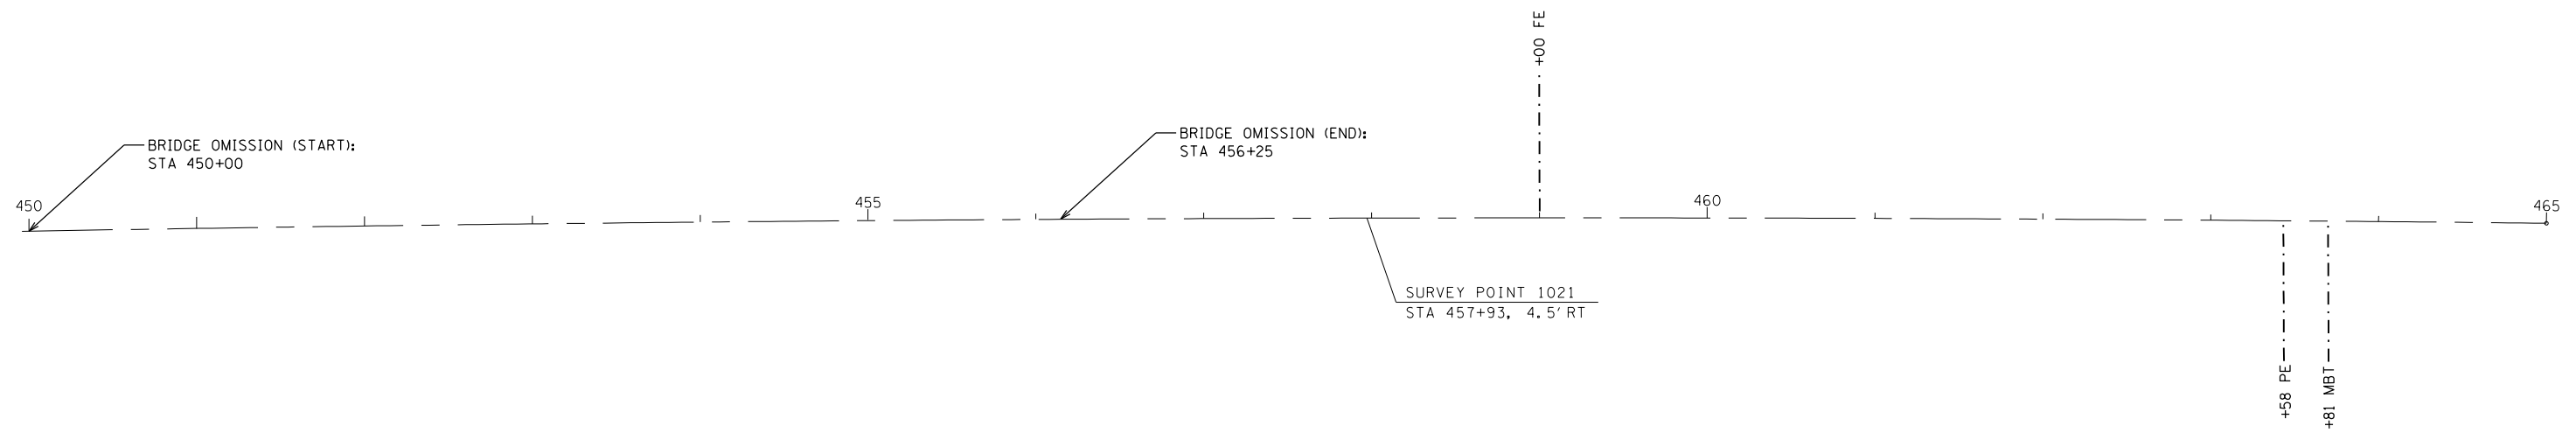 +00 FE
BRIDGE OMISSION (START):
STA 450+00
BRIDGE OMISSION (END):
STA 456+25
450
455
460
465
SURVEY POINT 1021
STA 457+93, 4.5' RT
+58 PE
+81 MBT